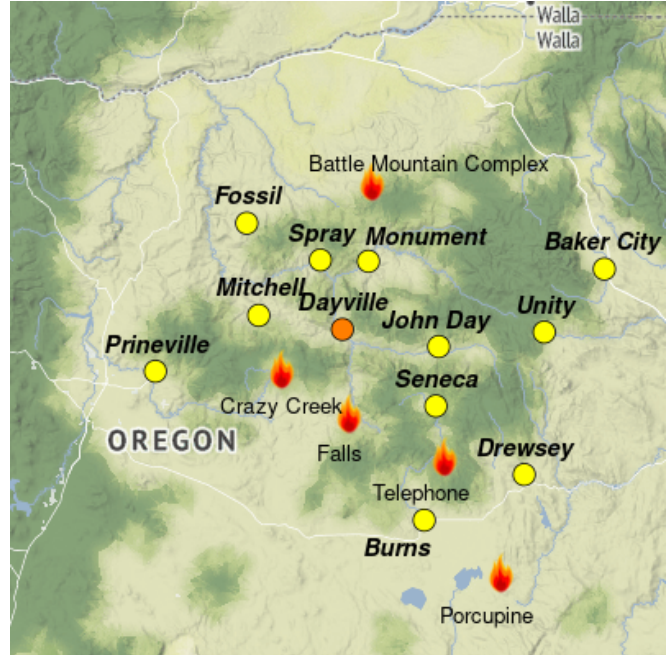 Walla
Walla
Battle Mountain Complex
Fossil
Spray
Monument
Baker City
Mitchell
Dayville
John Day
Unity
Prineville
Seneca
Crazy Creek
OREGON
Falls
Drewsey
Telephone
Burns
Porcupine